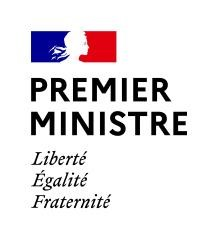 PREMIER
MINISTRE
Liberté
Égalité
Fraternité